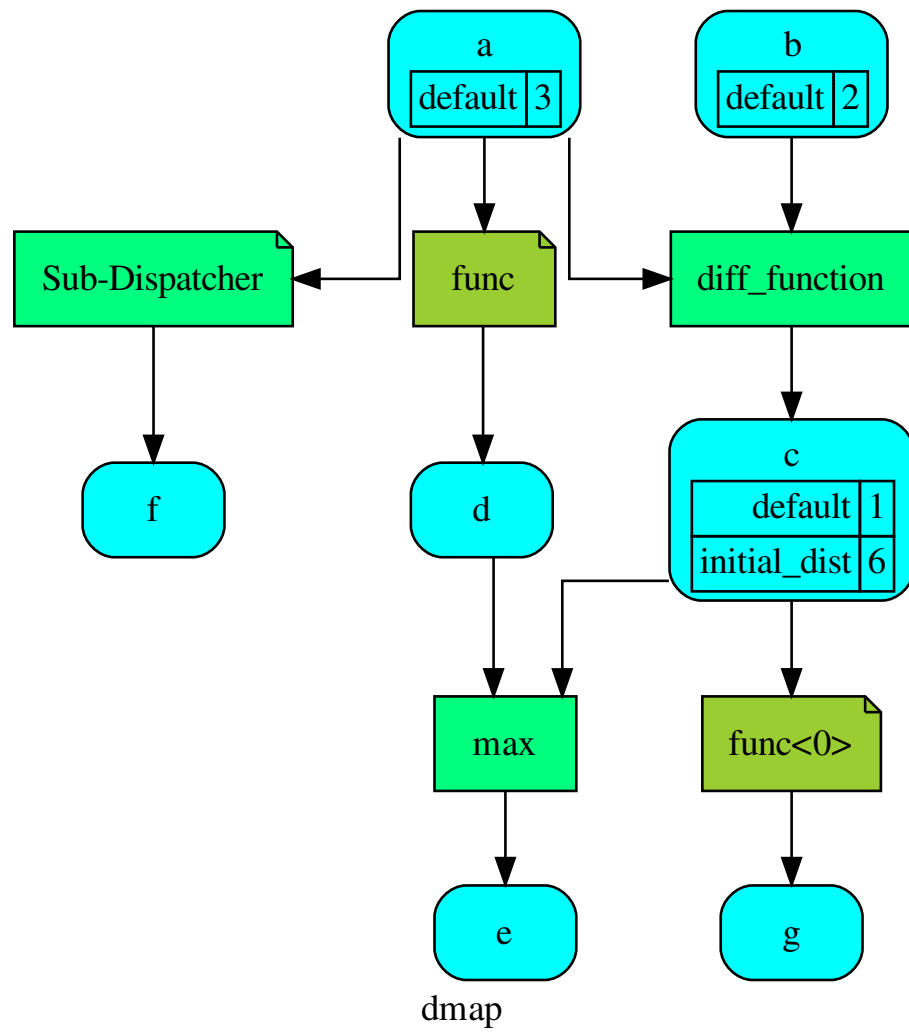 a
default 3
b
default 2
Sub-Dispatcher
func
diff_function
f
d
c
default 1
initial_dist 6
max
func<0>
e
g
dmap